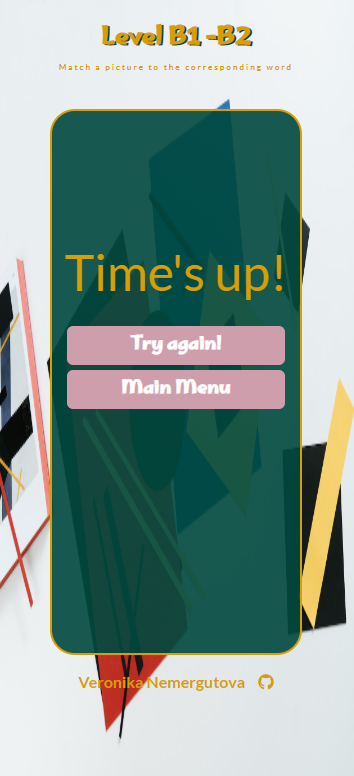 Level B1 -B2
Match a picture to the corresponding word
Time's up!
Try again!
Main Menu
Veronika Nemergutova